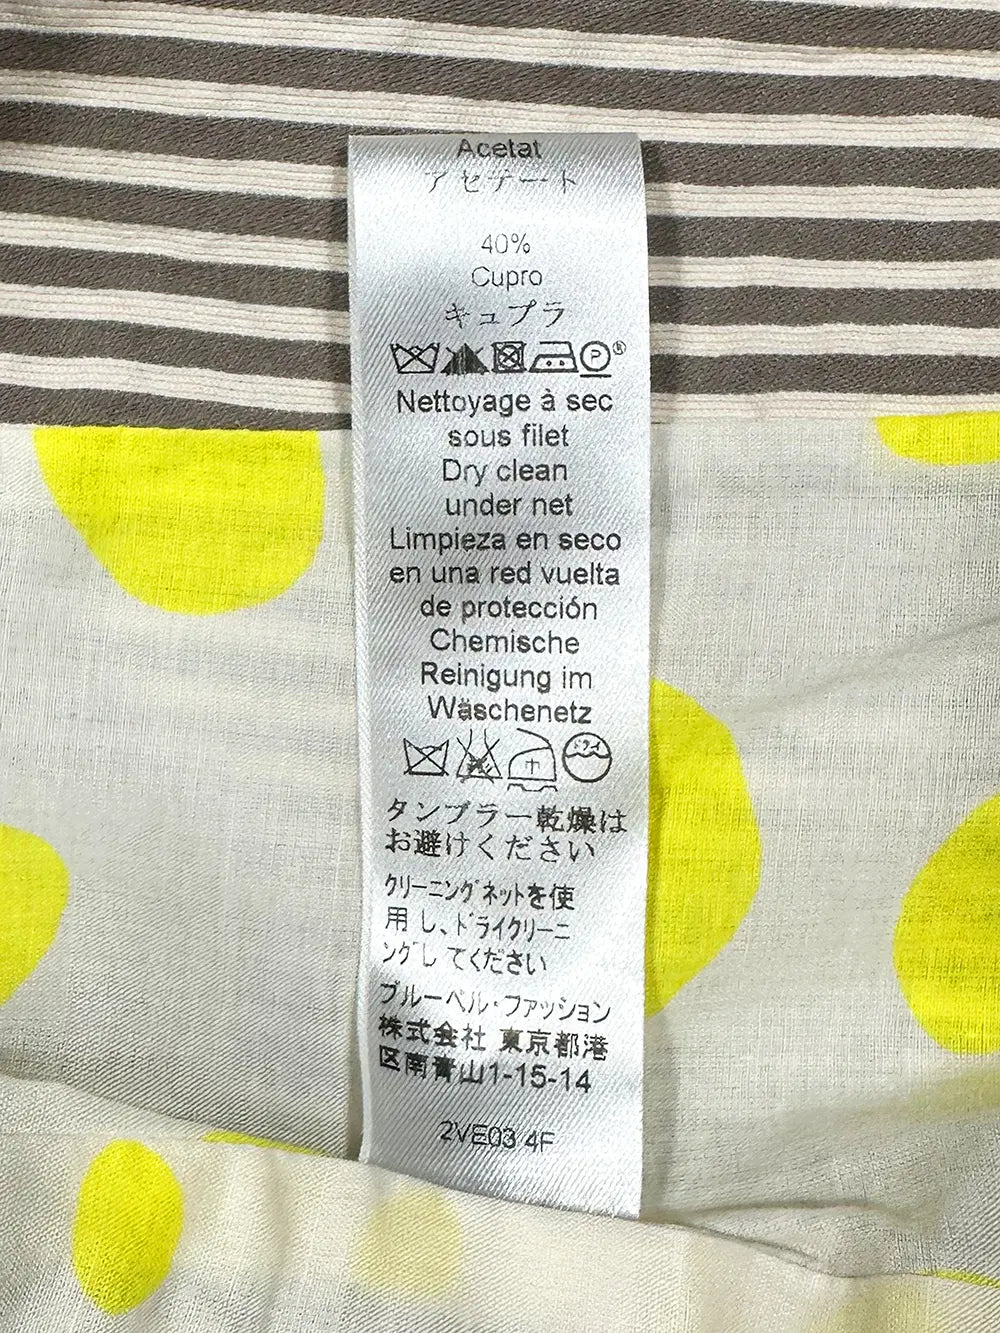 Acetat
アセテート
40%
Cupro
キュプラ
P ®
Nettoyage à sec
sous filet
Dry clean
under net
Limpieza en seco
en una red vuelta
de protección
Chemische
Reinigung im
Wäschenetz
中 ドライ
タンブラー乾燥は
お避けください
クリーニングネットを使
用し、ドライクリーニ
ングしてください
ブルーベル・ファッション
株式会社 東京都港
区南青山1-15-14
2VE03 4F